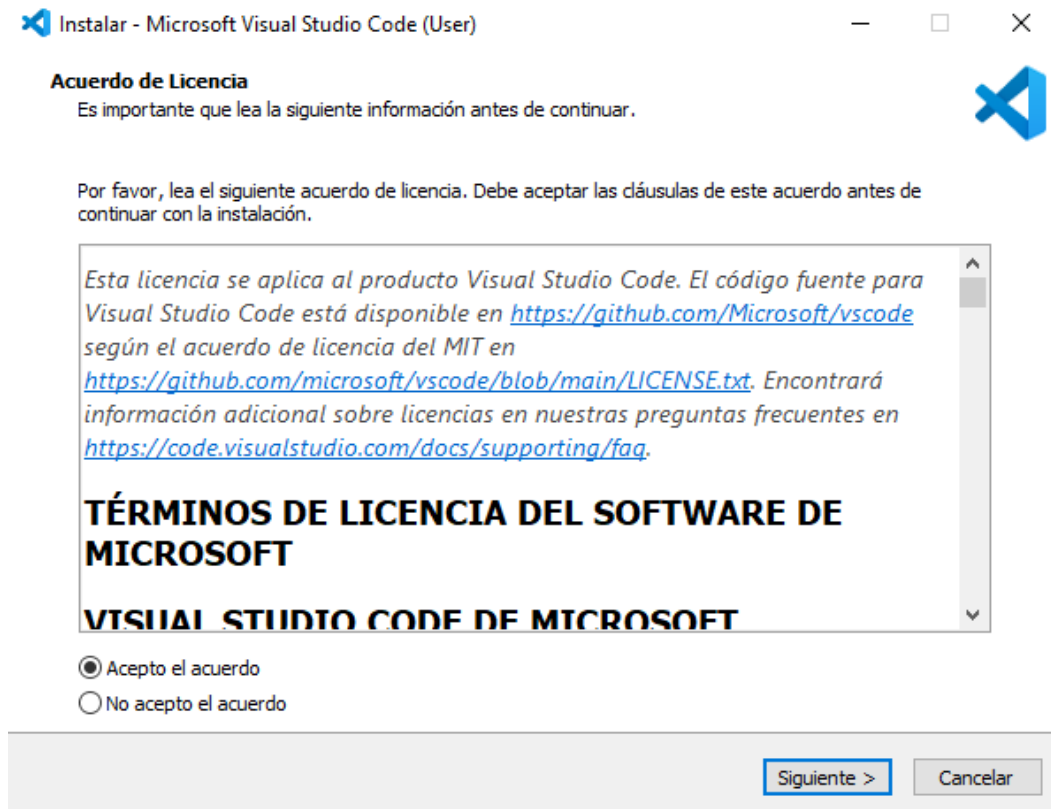 Instalar - Microsoft Visual Studio Code (User)
Acuerdo de Licencia
Es importante que lea la siguiente información antes de continuar.
Por favor, lea el siguiente acuerdo de licencia. Debe aceptar las cláusulas de este acuerdo antes de
continuar con la instalación.
Esta licencia se aplica al producto Visual Studio Code. El código fuente para
Visual Studio Code está disponible en https://github.com/Microsoft/vscode
según el acuerdo de licencia del MIT en
https://github.com/microsoft/vscode/blob/main/LICENSE.txt. Encontrará
información adicional sobre licencias en nuestras preguntas frecuentes en
https://code.visualstudio.com/docs/supporting/faq.
TÉRMINOS DE LICENCIA DEL SOFTWARE DE
MICROSOFT
VISUAL STUDIO CODE DE MICROSOFT
Acepto el acuerdo
No acepto el acuerdo
Siguiente > Cancelar